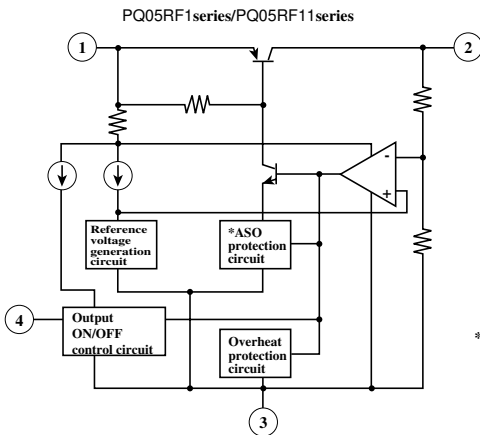 PQ05RF1series/PQ05RF11series
1
2
-
+
Reference
voltage
generation
circuit
*ASO
protection
circuit
4
Output
ON/OFF
control circuit
Overheat
protection
circuit
*
3